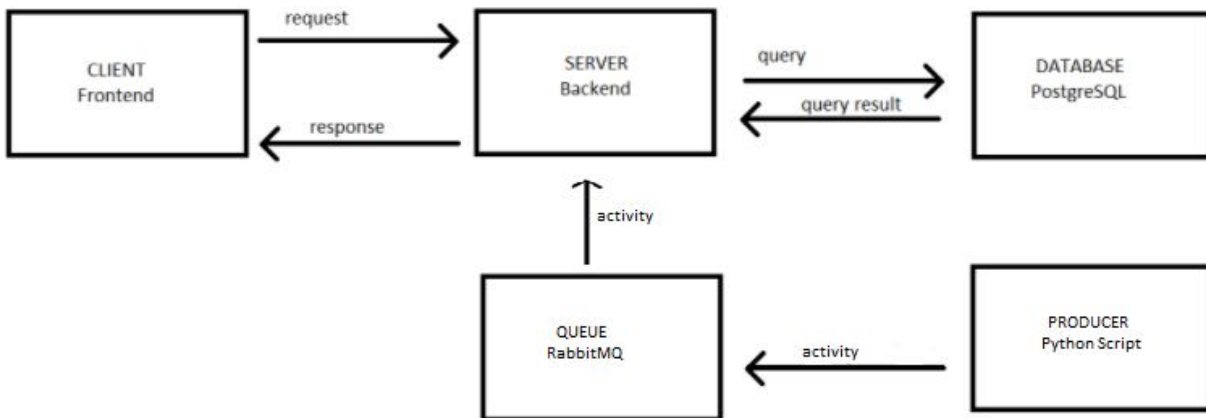 request
CLIENT
Frontend
response
SERVER
Backend
query
query result
DATABASE
PostgreSQL
activity
QUEUE
RabbitMQ
activity
PRODUCER
Python Script